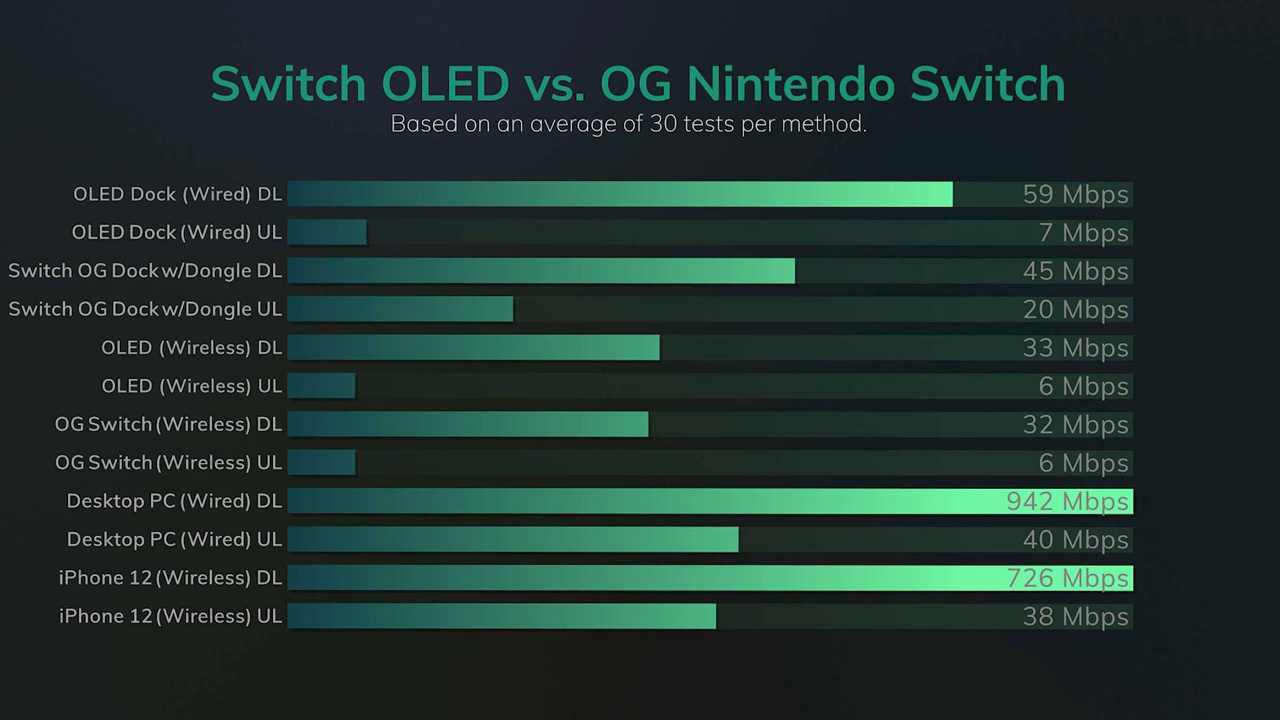 Switch OLED vs. OG Nintendo Switch
Based on an average of 30 tests per method.
OLED Dock (Wired) DL 59 Mbps
OLED Dock (Wired) UL 7 Mbps
Switch OG Dock w/Dongle DL 45 Mbps
Switch OG Dock w/Dongle UL 20 Mbps
OLED (Wireless) DL 33 Mbps
OLED (Wireless) UL 6 Mbps
OG Switch (Wireless) DL 32 Mbps
OG Switch (Wireless) UL 6 Mbps
Desktop PC (Wired) DL 942 Mbps
Desktop PC (Wired) UL 40 Mbps
iPhone 12 (Wireless) DL 726 Mbps
iPhone 12 (Wireless) UL 38 Mbps